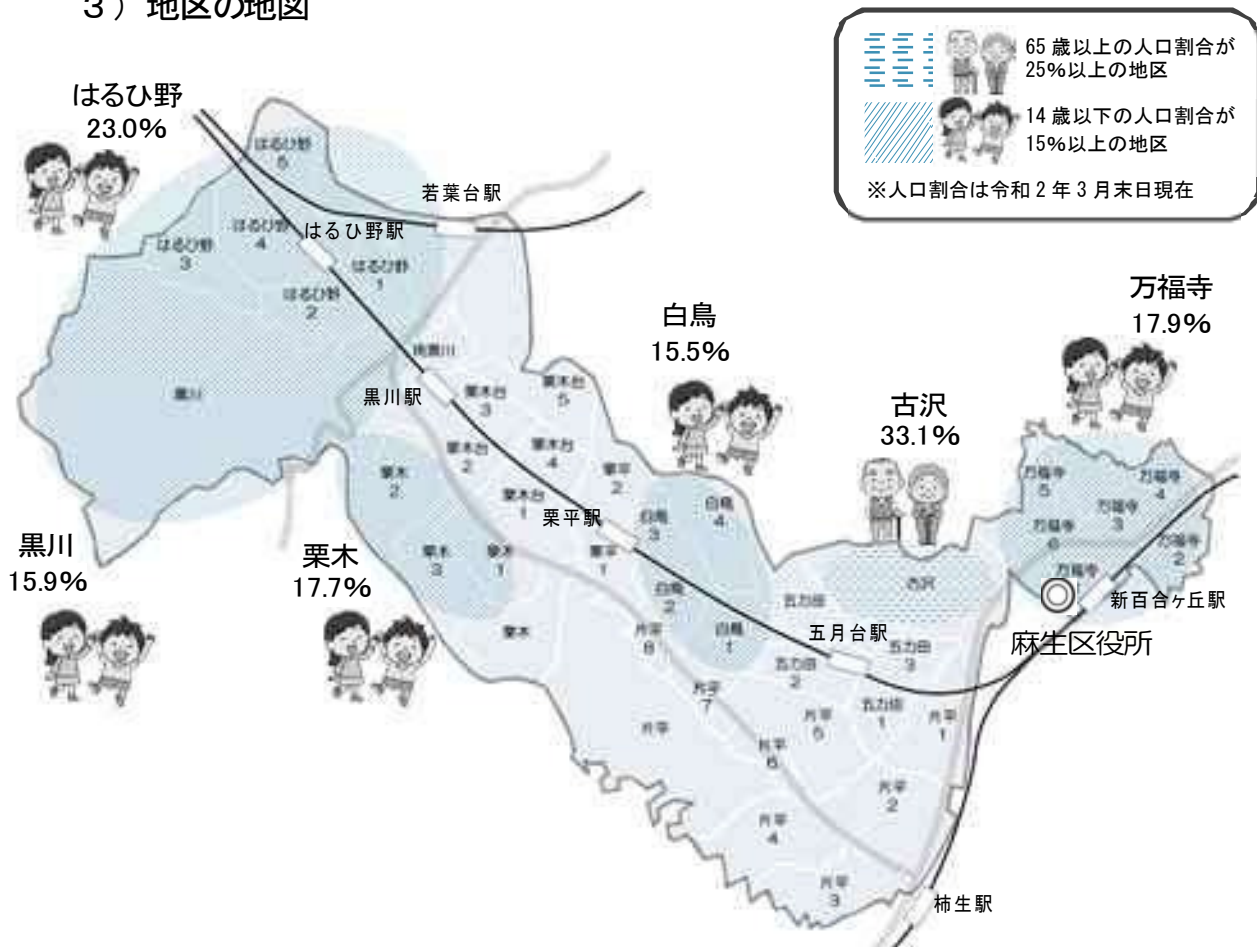 3）地区の地図
65 歳以上の人口割合が
25%以上の地区
14 歳以下の人口割合が
15%以上の地区
※人口割合は令和 2 年 3 月末日現在
はるひ野
23.0%
はるひ野
5
若葉台駅
はるひ野
4
はるひ野駅
はるひ野
3
はるひ野
1
はるひ野
2
万福寺
17.9%
白鳥
15.5%
古沢
33.1%
南黒川
黒川
黒川駅
栗木台
3
栗木台
5
栗木台
2
栗木台
4
栗平
2
栗木
2
栗木台
1
栗平駅
白鳥
3
白鳥
4
万福寺
5
万福寺
4
万福寺
3
万福寺
6
万福寺
2
万福寺
1
黒川
15.9%
栗木
17.7%
栗木
3
栗木
1
栗平
1
白鳥
2
白鳥
1
五力田
古沢
新百合ヶ丘駅
麻生区役所
栗木
片平
8
五月台駅
五力田
3
五力田
2
片平
7
五力田
1
片平
5
片平
1
片平
片平
6
片平
2
片平
4
片平
3
柿生駅